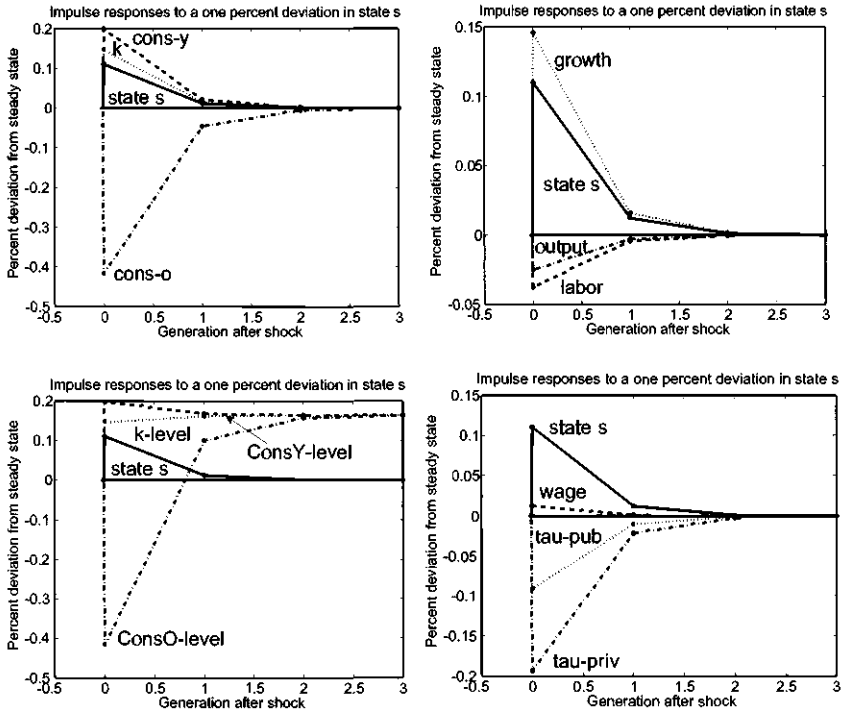 Impulse responses to a one percent deviation in state s
Percent deviation from steady state
0.2
0.1
0
-0.1
-0.2
-0.3
-0.4
-0.5
cons-y
k
state s
cons-o
-0.5 0 0.5 1 1.5 2 2.5 3
Generation after shock
Impulse responses to a one percent deviation in state s
Percent deviation from steady state
0.15
0.1
0.05
0
-0.05
growth
state s
output
labor
-0.5 0 0.5 1 1.5 2 2.5 3
Generation after shock
Impulse responses to a one percent deviation in state s
Percent deviation from steady state
0.2
0.1
0
-0.1
-0.2
-0.3
-0.4
-0.5
k-level
ConsY-level
state s
ConsO-level
-0.5 0 0.5 1 1.5 2 2.5 3
Generation after shock
Impulse responses to a one percent deviation in state s
Percent deviation from steady state
0.15
0.1
0.05
0
-0.05
-0.1
-0.15
-0.2
state s
wage
tau-pub
tau-priv
-0.5 0 0.5 1 1.5 2 2.5 3
Generation after shock